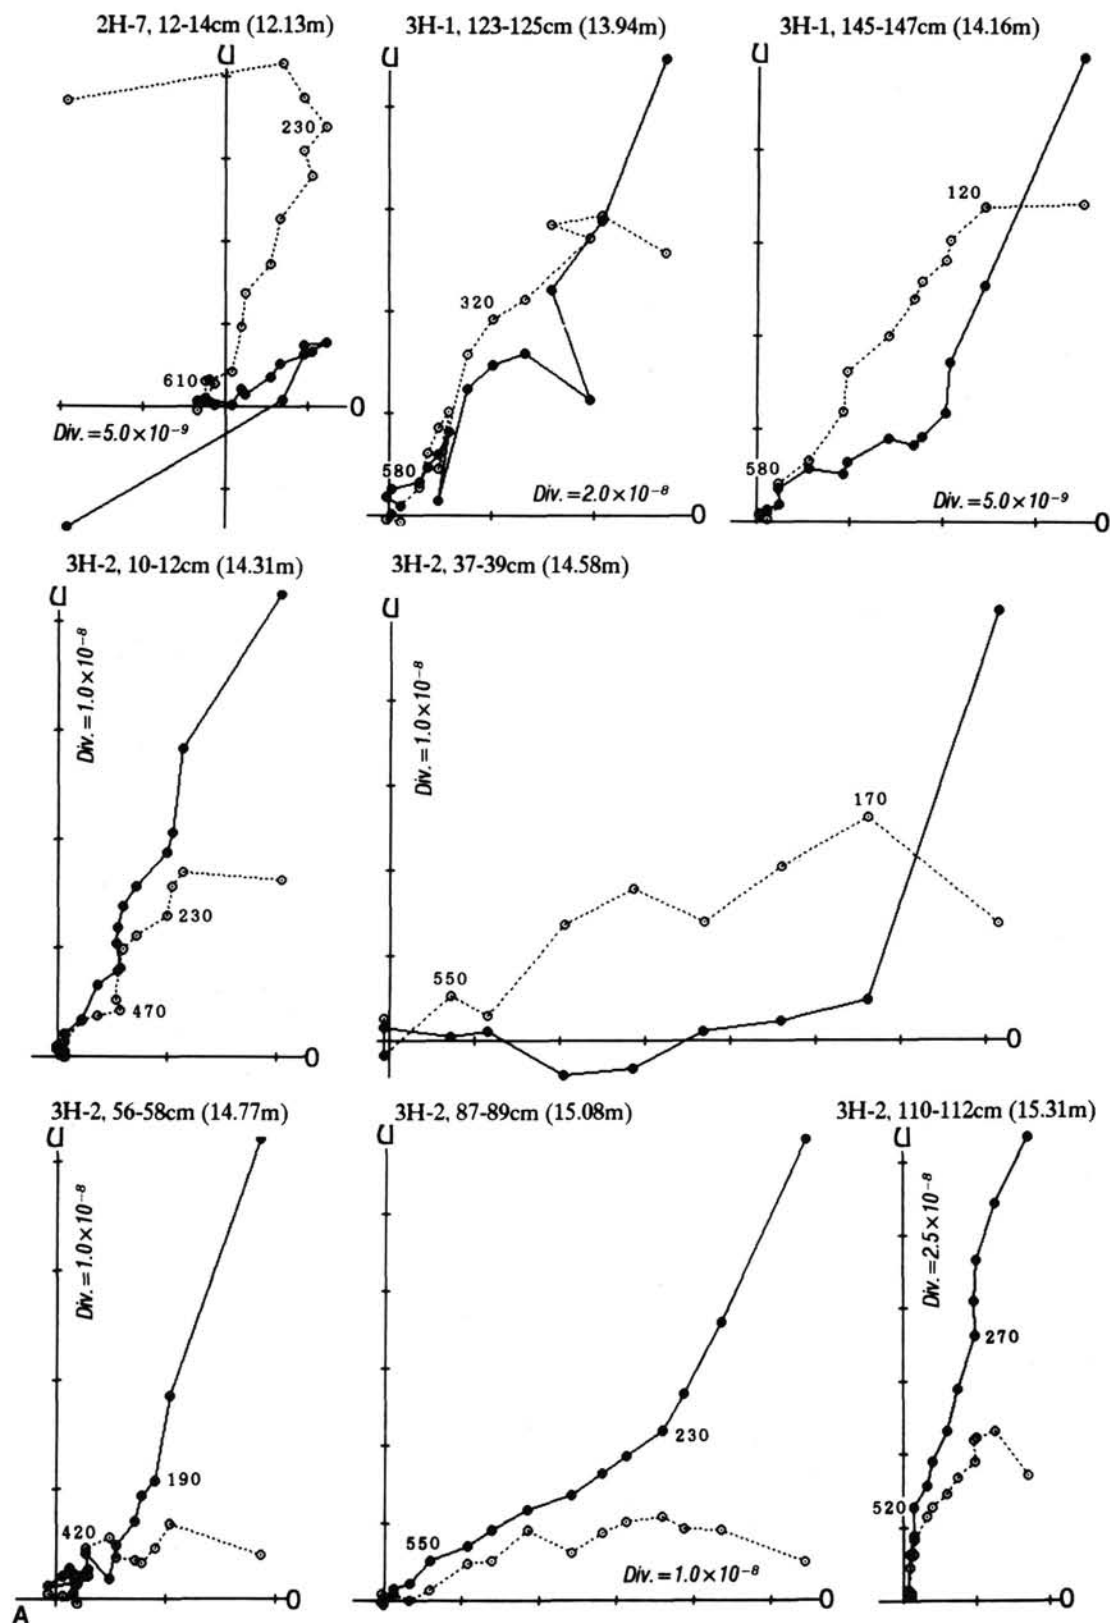 2H-7, 12-14cm (12.13m)
3H-1, 123-125cm (13.94m)
3H-1, 145-147cm (14.16m)
U
U
U
230
120
320
610
580
580
0
Div.=5.0×10⁻⁹
Div.=2.0×10⁻⁸
0
Div.=5.0×10⁻⁹
0
3H-2, 10-12cm (14.31m)
3H-2, 37-39cm (14.58m)
U
U
Div.=1.0×10⁻⁸
Div.=1.0×10⁻⁸
170
230
550
470
0
0
3H-2, 56-58cm (14.77m)
3H-2, 87-89cm (15.08m)
3H-2, 110-112cm (15.31m)
U
U
U
Div.=1.0×10⁻⁸
Div.=2.5×10⁻⁸
270
230
190
520
420
550
Div.=1.0×10⁻⁸
0
0
0
A